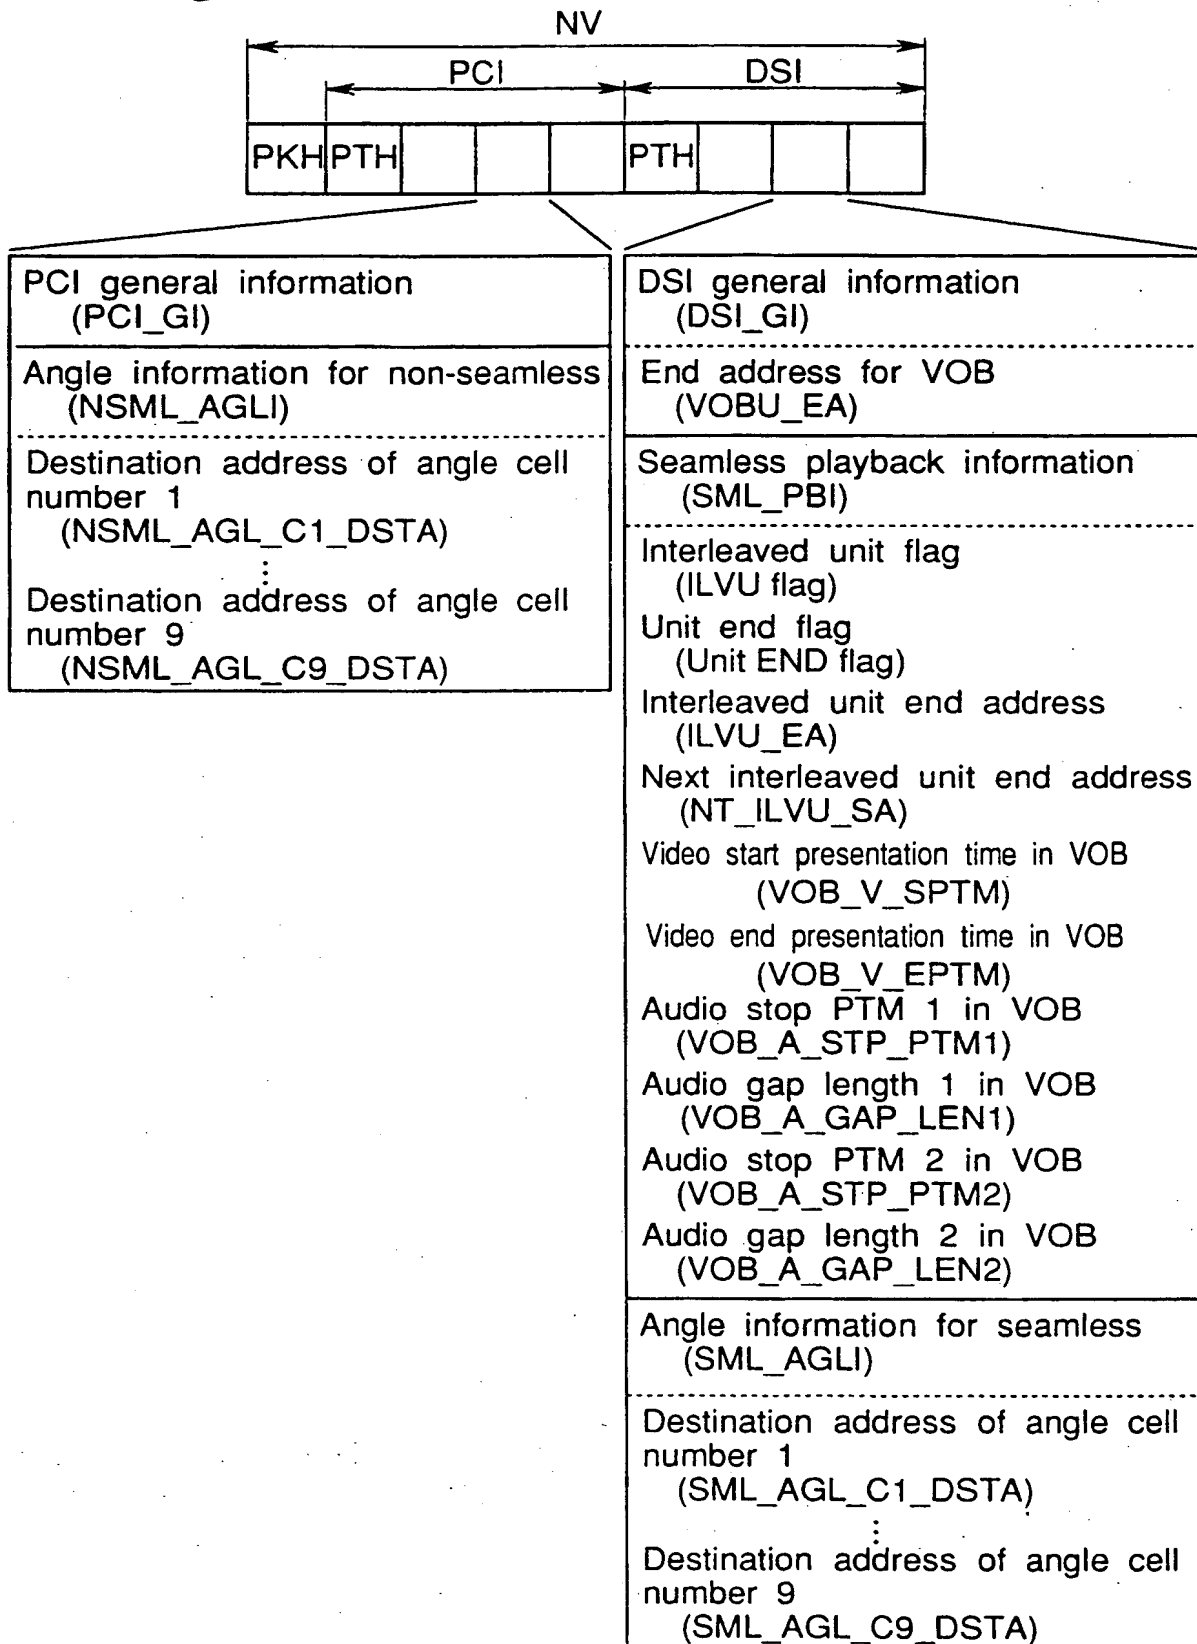 NV
PCI DSI
PKH PTH PTH
PCI general information
(PCI_GI)
Angle information for non-seamless
(NSML_AGLI)
Destination address of angle cell
number 1
(NSML_AGL_C1_DSTA)
⋮
Destination address of angle cell
number 9
(NSML_AGL_C9_DSTA)
DSI general information
(DSI_GI)
End address for VOB
(VOBU_EA)
Seamless playback information
(SML_PBI)
Interleaved unit flag
(ILVU flag)
Unit end flag
(Unit END flag)
Interleaved unit end address
(ILVU_EA)
Next interleaved unit end address
(NT_ILVU_SA)
Video start presentation time in VOB
(VOB_V_SPTM)
Video end presentation time in VOB
(VOB_V_EPTM)
Audio stop PTM 1 in VOB
(VOB_A_STP_PTM1)
Audio gap length 1 in VOB
(VOB_A_GAP_LEN1)
Audio stop PTM 2 in VOB
(VOB_A_STP_PTM2)
Audio gap length 2 in VOB
(VOB_A_GAP_LEN2)
Angle information for seamless
(SML_AGLI)
Destination address of angle cell
number 1
(SML_AGL_C1_DSTA)
⋮
Destination address of angle cell
number 9
(SML_AGL_C9_DSTA)